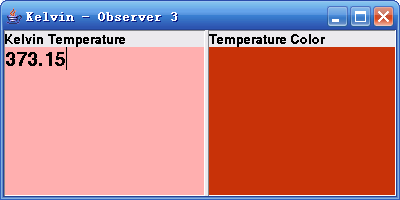 Kelvin - Observer 3
Kelvin Temperature
Temperature Color
373.15